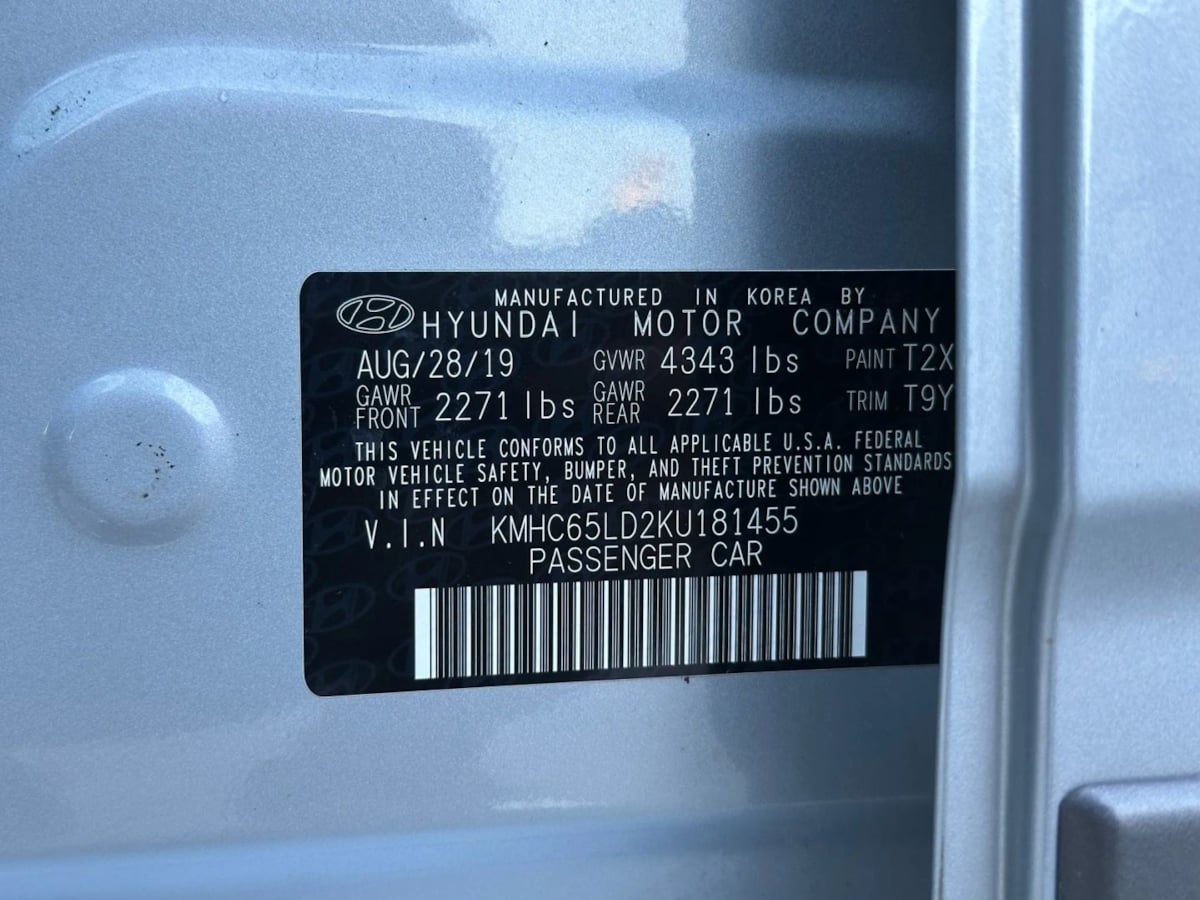 MANUFACTURED IN KOREA BY
HYUNDAI MOTOR COMPANY
AUG/28/19 GVWR 4343 lbs PAINT T2X
GAWR FRONT 2271 lbs GAWR REAR 2271 lbs TRIM T9Y
THIS VEHICLE CONFORMS TO ALL APPLICABLE U.S.A. FEDERAL
MOTOR VEHICLE SAFETY, BUMPER, AND THEFT PREVENTION STANDARDS
IN EFFECT ON THE DATE OF MANUFACTURE SHOWN ABOVE
V.I.N KMHC65LD2KU181455
PASSENGER CAR